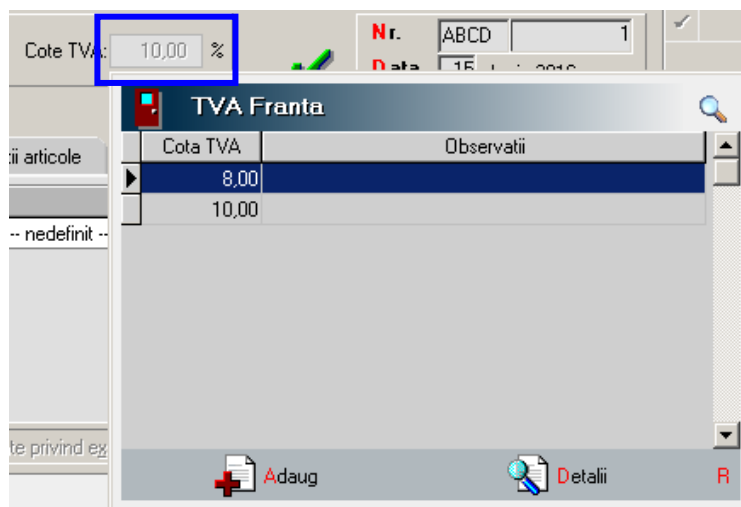 Nr. ABCD 1
Cote TVA: 10,00 %
Data 15
TVA Franta
ii articole
Cota TVA Observatii
8,00
10,00
-- nedefinit --
te privind ex
Adaug Detalii R